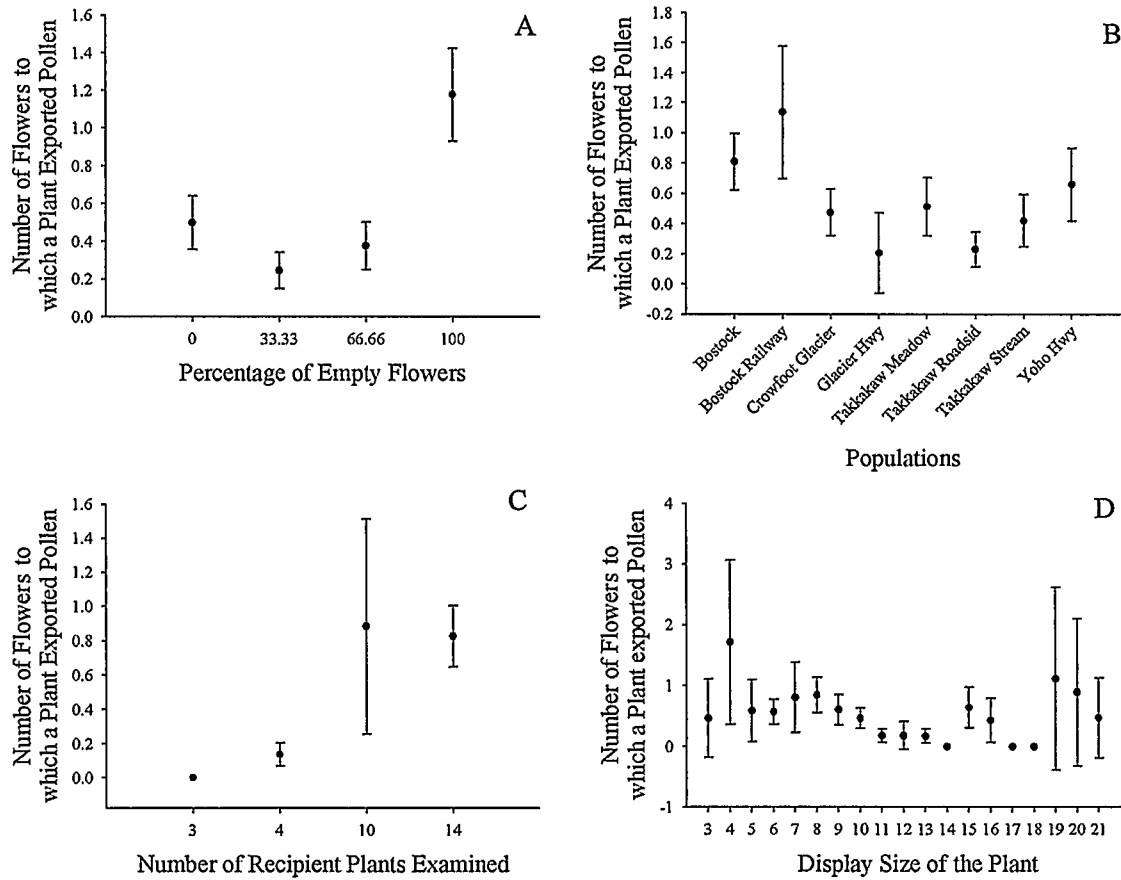 A
Number of Flowers to
which a Plant Exported Pollen
1.6
1.4
1.2
1.0
0.8
0.6
0.4
0.2
0.0
0
33.33
66.66
100
Percentage of Empty Flowers
B
Number of Flowers to
which a Plant Exported Pollen
1.8
1.6
1.4
1.2
1.0
0.8
0.6
0.4
0.2
0.0
-0.2
Bostock
Bostock Railway
Crowfoot Glacier
Glacier Hwy
Takkakaw Meadow
Takkakaw Roadsid
Takkakaw Stream
Yoho Hwy
Populations
C
Number of Flowers to
which a Plant Exported Pollen
1.6
1.4
1.2
1.0
0.8
0.6
0.4
0.2
0.0
3
4
10
14
Number of Recipient Plants Examined
D
Number of Flowers to
which a Plant exported Pollen
4
3
2
1
0
-1
3 4 5 6 7 8 9 10 11 12 13 14 15 16 17 18 19 20 21
Display Size of the Plant